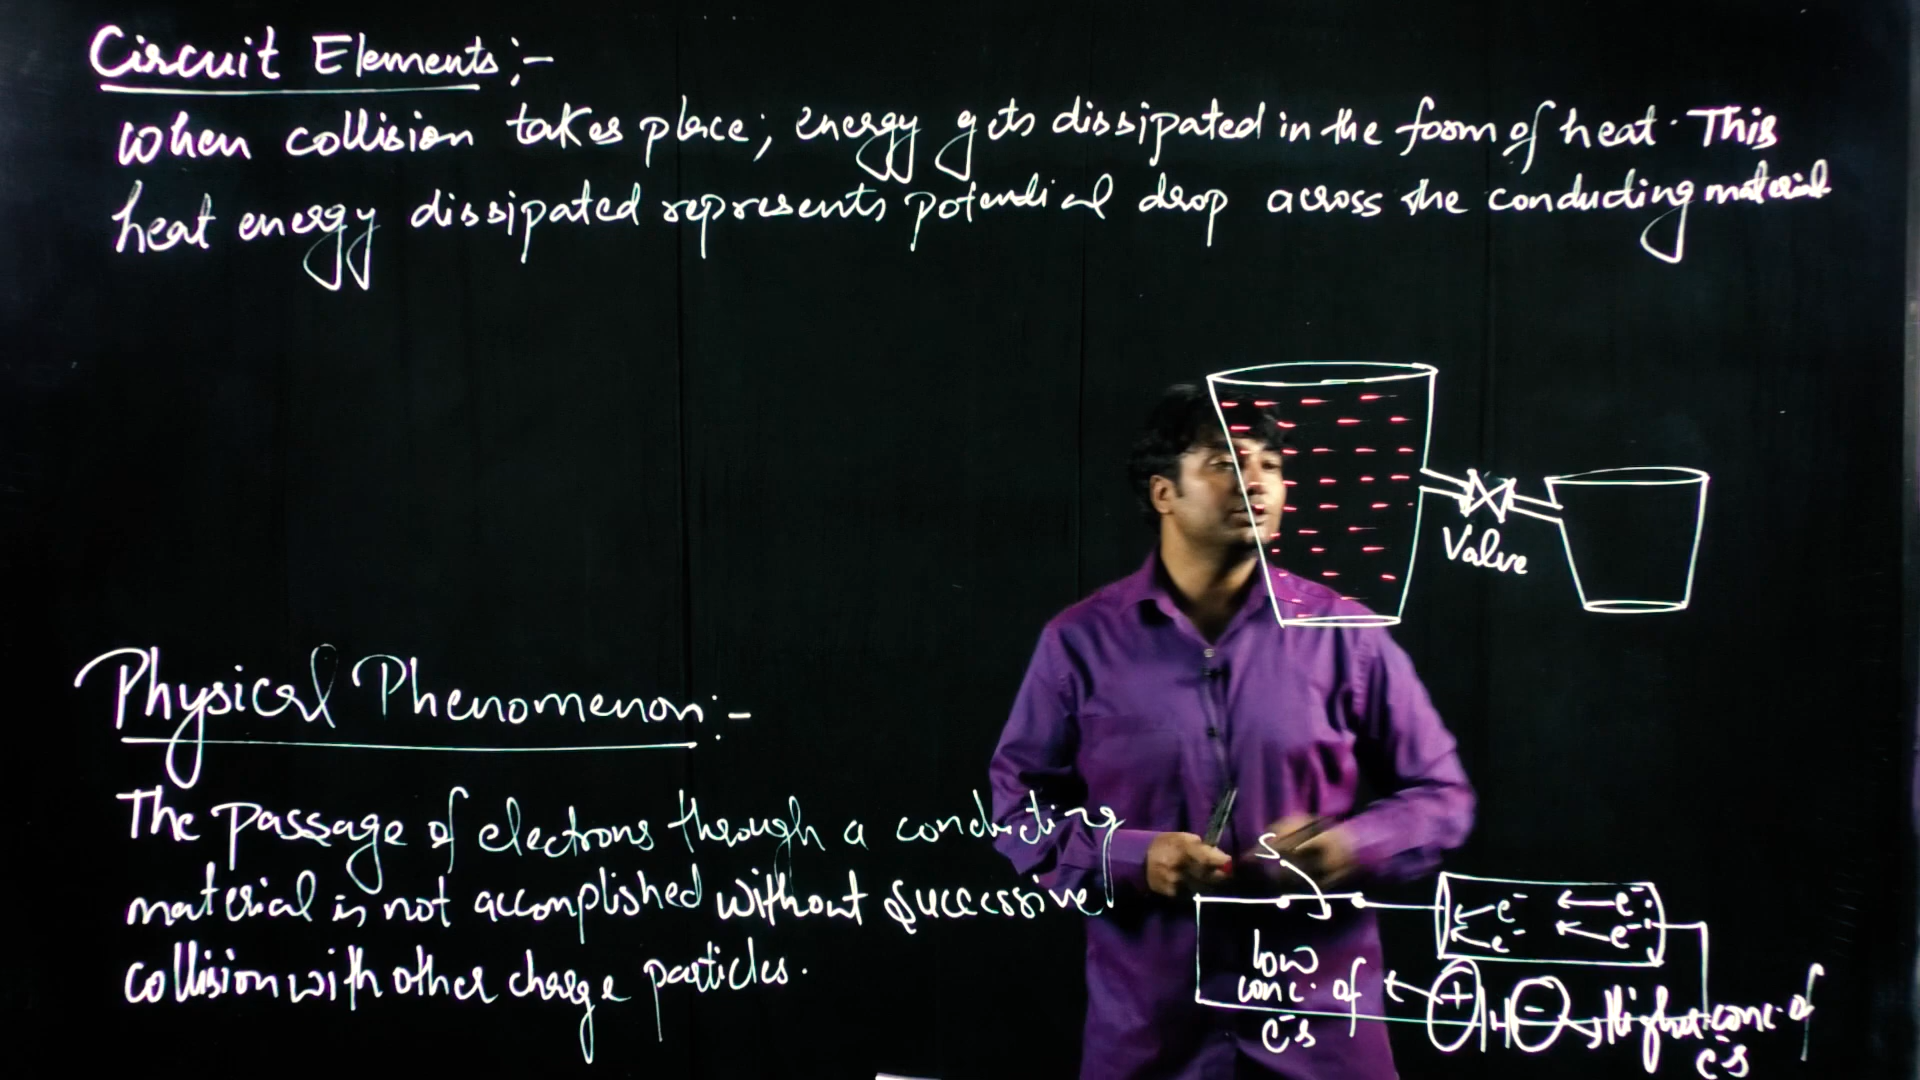 Circuit Elements:-
When collision takes place; energy gets dissipated in the form of heat. This
heat energy dissipated represents potential drop across the conducting material
Valve
Physical Phenomenon:-
The passage of electrons through a conducting
material is not accomplished without successive
collision with other charge particles.
S
e⁻ e⁻
e⁻ e⁻
low
conc. of
e⁻s
+ -
Higher conc. of
e⁻s